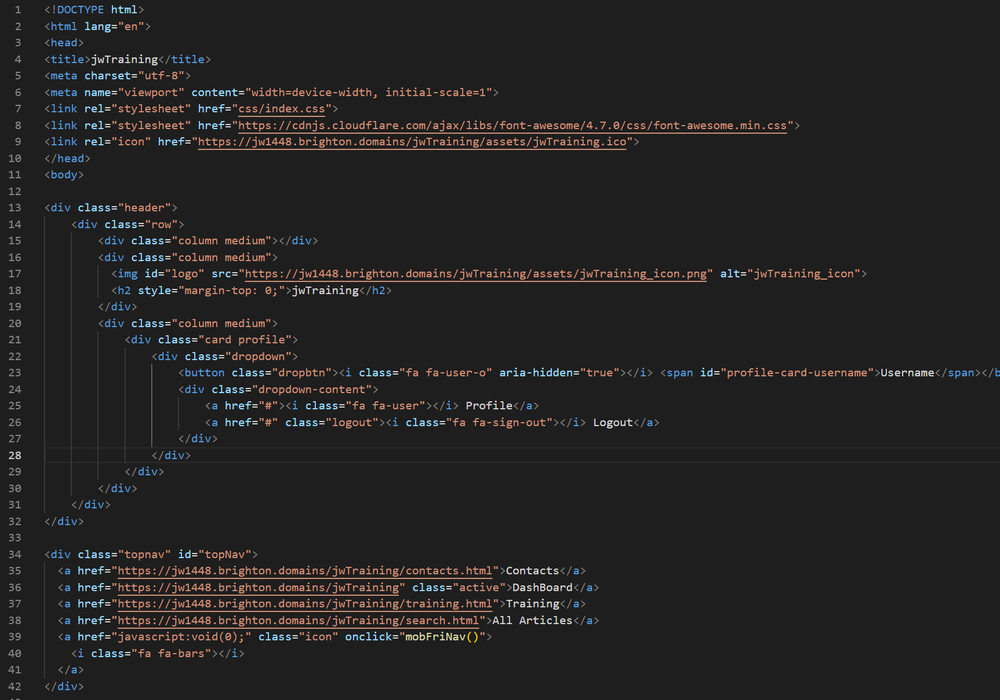 1 <!DOCTYPE html>
2 <html lang="en">
3 <head>
4 <title>jwTraining</title>
5 <meta charset="utf-8">
6 <meta name="viewport" content="width=device-width, initial-scale=1">
7 <link rel="stylesheet" href="css/index.css">
8 <link rel="stylesheet" href="https://cdnjs.cloudflare.com/ajax/libs/font-awesome/4.7.0/css/font-awesome.min.css">
9 <link rel="icon" href="https://jw1448.brighton.domains/jwTraining/assets/jwTraining.ico">
10 </head>
11 <body>
12
13 <div class="header">
14     <div class="row">
15         <div class="column medium"></div>
16         <div class="column medium">
17           <img id="logo" src="https://jw1448.brighton.domains/jwTraining/assets/jwTraining_icon.png" alt="jwTraining_icon">
18           <h2 style="margin-top: 0;">jwTraining</h2>
19         </div>
20         <div class="column medium">
21             <div class="card profile">
22                 <div class="dropdown">
23                     <button class="dropbtn"><i class="fa fa-user-o" aria-hidden="true"></i> <span id="profile-card-username">Username</span></b
24                     <div class="dropdown-content">
25                         <a href="#"><i class="fa fa-user"></i> Profile</a>
26                         <a href="#" class="logout"><i class="fa fa-sign-out"></i> Logout</a>
27                     </div>
28                 </div>
29             </div>
30         </div>
31     </div>
32 </div>
33
34 <div class="topnav" id="topNav">
35   <a href="https://jw1448.brighton.domains/jwTraining/contacts.html">Contacts</a>
36   <a href="https://jw1448.brighton.domains/jwTraining" class="active">DashBoard</a>
37   <a href="https://jw1448.brighton.domains/jwTraining/training.html">Training</a>
38   <a href="https://jw1448.brighton.domains/jwTraining/search.html">All Articles</a>
39   <a href="javascript:void(0);" class="icon" onclick="mobFriNav()">
40     <i class="fa fa-bars"></i>
41   </a>
42 </div>